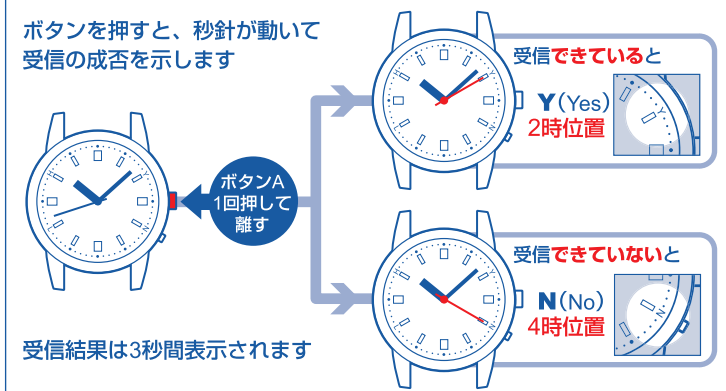 ボタンを押すと、秒針が動いて
受信の成否を示します
ボタンA
1回押して
離す
受信できていると
Y(Yes)
2時位置
受信できていないと
N(No)
4時位置
受信結果は3秒間表示されます